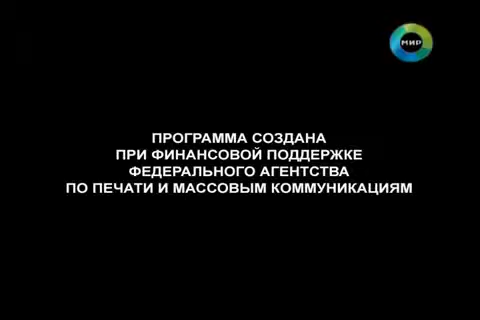 МИР
ПРОГРАММА СОЗДАНА
ПРИ ФИНАНСОВОЙ ПОДДЕРЖКЕ
ФЕДЕРАЛЬНОГО АГЕНТСТВА
ПО ПЕЧАТИ И МАССОВЫМ КОММУНИКАЦИЯМ